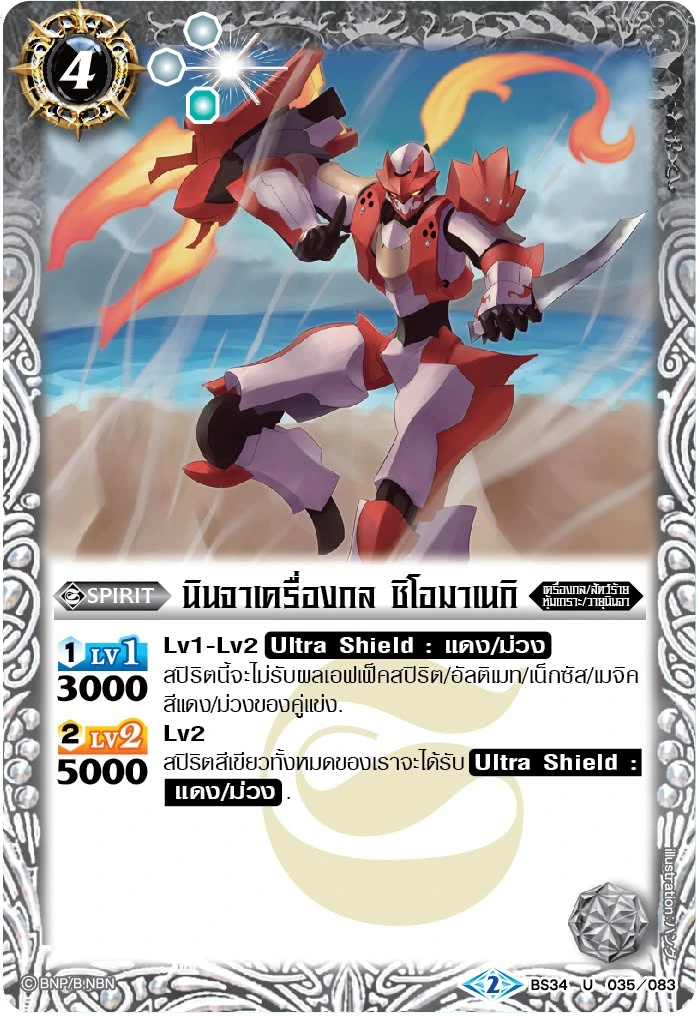 4
SPIRIT
นินจาเครื่องกล ชิโอมาเนกิ
เครื่องกล/สัตว์ร้าย
หุ้มเกราะ/วายุนินจา
1 LV1
3000
Lv1-Lv2 Ultra Shield : แดง/ม่วง
สปิริตนี้จะไม่รับผลเอฟเฟ็คสปิริต/อัลติเมท/เน็กซัส/เมจิค
สีแดง/ม่วงของคู่แข่ง.
2 LV2
5000
Lv2
สปิริตสีเขียวทั้งหมดของเราจะได้รับ Ultra Shield :
แดง/ม่วง .
illustration : ハンダ
©BNP/B.NBN
2 BS34 U 035/083